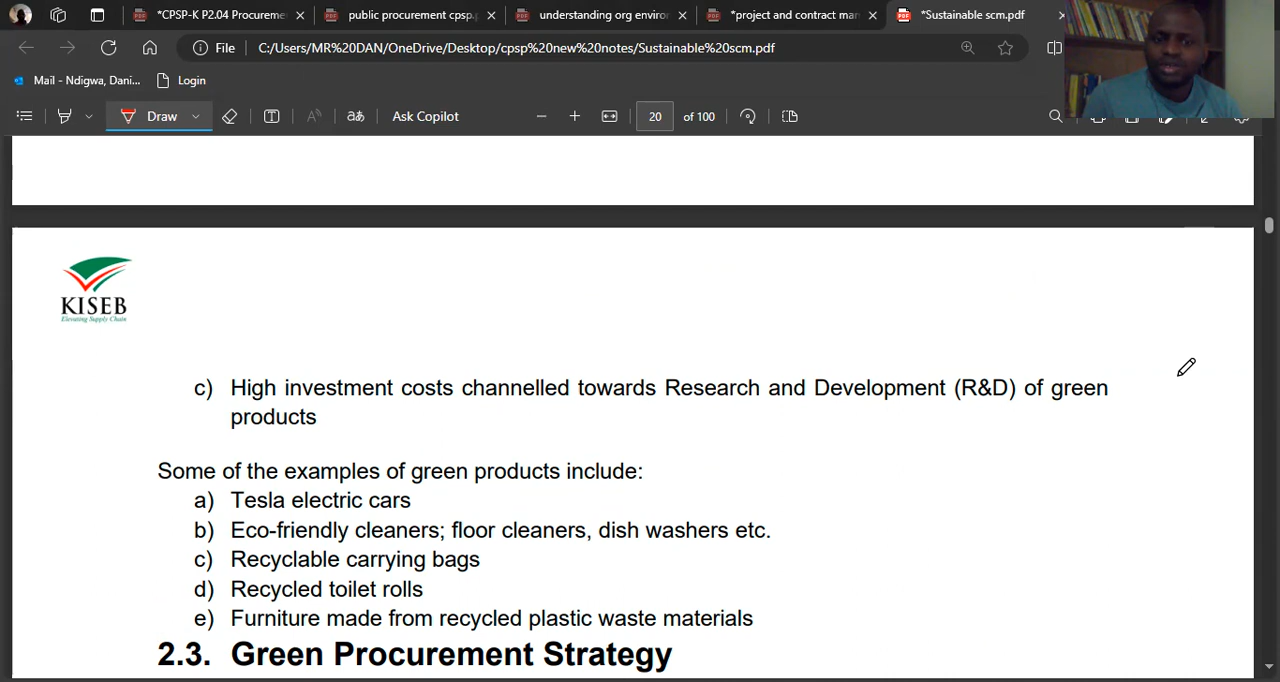 *CPSP-K P2.04 Procureme
public procurement cpsp.
understanding org enviro
*project and contract man
*Sustainable scm.pdf
File
C:/Users/MR%20DAN/OneDrive/Desktop/cpsp%20new%20notes/Sustainable%20scm.pdf
Mail - Ndigwa, Dani...
Login
Draw
aあ
Ask Copilot
20
of 100
KISEB
Elevating Supply Chain
c) High investment costs channelled towards Research and Development (R&D) of green
products
Some of the examples of green products include:
a) Tesla electric cars
b) Eco-friendly cleaners; floor cleaners, dish washers etc.
c) Recyclable carrying bags
d) Recycled toilet rolls
e) Furniture made from recycled plastic waste materials
2.3. Green Procurement Strategy